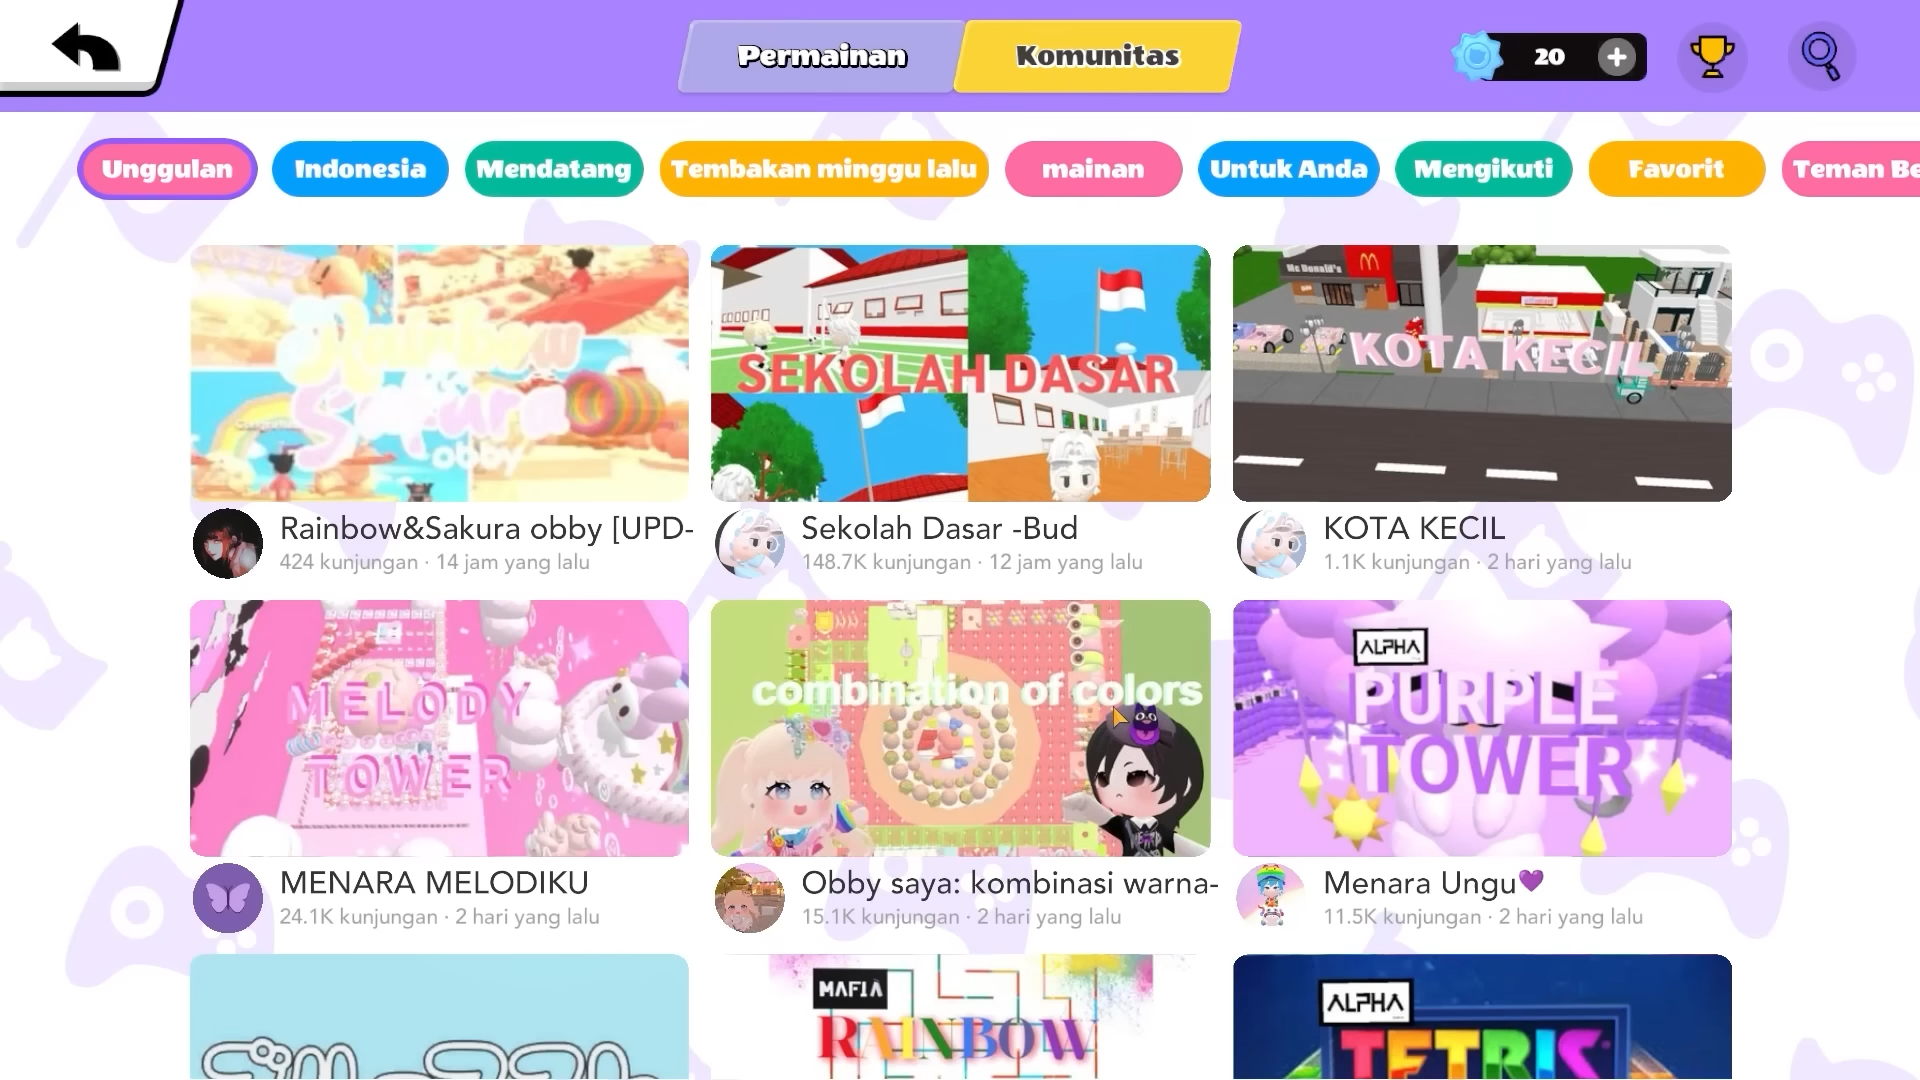 Permainan
Komunitas
20
Unggulan
Indonesia
Mendatang
Tembakan minggu lalu
mainan
Untuk Anda
Mengikuti
Favorit
Teman Be
Rainbow
Sakura
obby
SEKOLAH DASAR
McDonald's
KOTA KECIL
Rainbow&Sakura obby [UPD-
424 kunjungan · 14 jam yang lalu
Sekolah Dasar -Bud
148.7K kunjungan · 12 jam yang lalu
KOTA KECIL
1.1K kunjungan · 2 hari yang lalu
MELODY
TOWER
combination of colors
ALPHA
PURPLE
TOWER
MENARA MELODIKU
24.1K kunjungan · 2 hari yang lalu
Obby saya: kombinasi warna-
15.1K kunjungan · 2 hari yang lalu
Menara Ungu💜
11.5K kunjungan · 2 hari yang lalu
MAFIA
RAINBOW
ALPHA
TETRIS